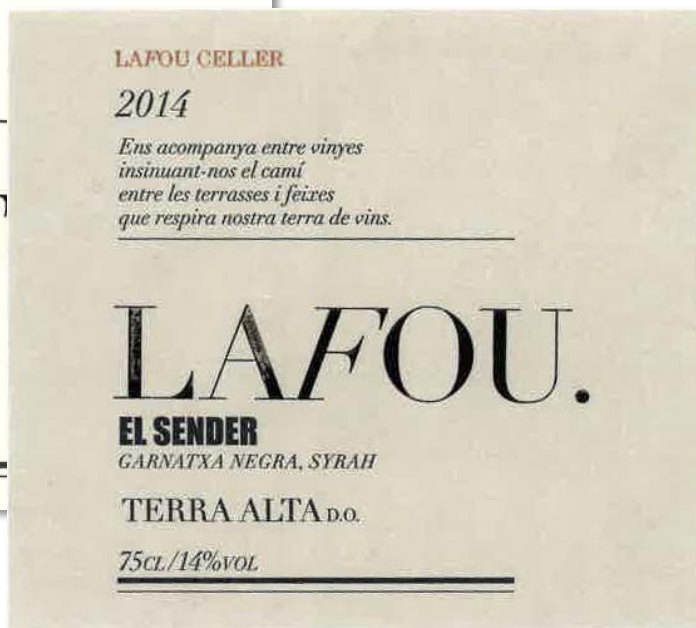 LAFOU CELLER
2014
Ens acompanya entre vinyes
insinuant-nos el camí
entre les terrasses i feixes
que respira nostra terra de vins.
LAFOU.
EL SENDER
GARNATXA NEGRA, SYRAH
TERRA ALTA D.O.
75CL/14%VOL